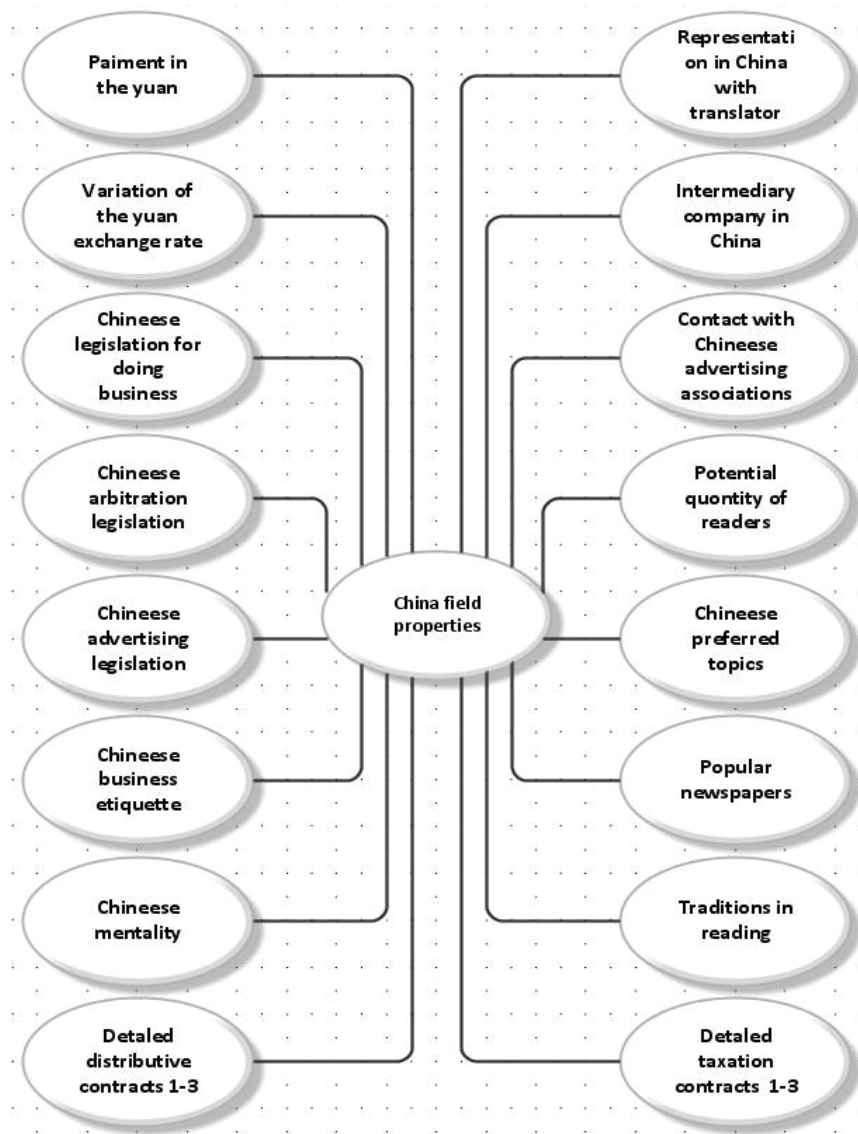 Paiment in
the yuan
Variation of
the yuan
exchange rate
Chineese
legislation for
doing
business
Chineese
arbitration
legislation
Chineese
advertising
legislation
Chineese
business
etiquette
Chineese
mentality
Detaled
distributive
contracts 1-3
China field
properties
Representati
on in China
with
translator
Intermediary
company in
China
Contact with
Chineese
advertising
associations
Potential
quontity of
readers
Chineese
preferred
topics
Popular
newspapers
Traditions in
reading
Detaled
taxation
contracts 1-3